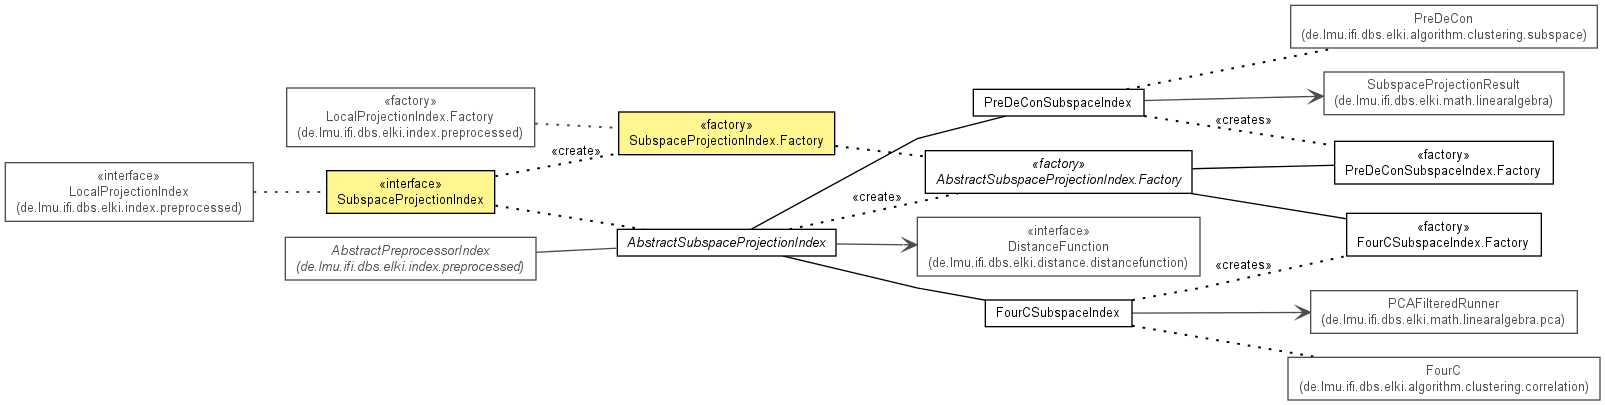 PreDeCon
(de.lmu.ifi.dbs.elki.algorithm.clustering.subspace)
SubspaceProjectionResult
(de.lmu.ifi.dbs.elki.math.linearalgebra)
«factory»
LocalProjectionIndex.Factory
(de.lmu.ifi.dbs.elki.index.preprocessed)
PreDeConSubspaceIndex
«factory»
SubspaceProjectionIndex.Factory
«creates»
«create»
«factory»
AbstractSubspaceProjectionIndex.Factory
«factory»
PreDeConSubspaceIndex.Factory
«interface»
LocalProjectionIndex
(de.lmu.ifi.dbs.elki.index.preprocessed)
«interface»
SubspaceProjectionIndex
«create»
«factory»
FourCSubspaceIndex.Factory
AbstractPreprocessorIndex
(de.lmu.ifi.dbs.elki.index.preprocessed)
AbstractSubspaceProjectionIndex
«interface»
DistanceFunction
(de.lmu.ifi.dbs.elki.distance.distancefunction)
«creates»
FourCSubspaceIndex
PCAFilteredRunner
(de.lmu.ifi.dbs.elki.math.linearalgebra.pca)
FourC
(de.lmu.ifi.dbs.elki.algorithm.clustering.correlation)